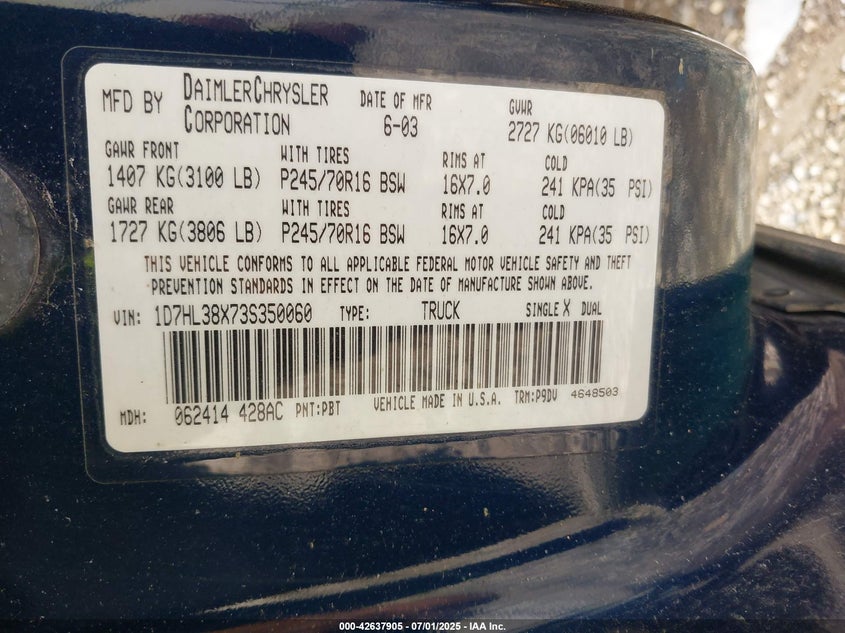 MFD BY DAIMLERCHRYSLER CORPORATION DATE OF MFR 6-03 GVWR 2727 KG(06010 LB)
GAWR FRONT WITH TIRES RIMS AT COLD
1407 KG(3100 LB) P245/70R16 BSW 16X7.0 241 KPA(35 PSI)
GAWR REAR WITH TIRES RIMS AT COLD
1727 KG(3806 LB) P245/70R16 BSW 16X7.0 241 KPA(35 PSI)
THIS VEHICLE CONFORMS TO ALL APPLICABLE FEDERAL MOTOR VEHICLE SAFETY AND THEFT
PREVENTION STANDARDS IN EFFECT ON THE DATE OF MANUFACTURE SHOWN ABOVE.
VIN: 1D7HL38X73S350060 TYPE: TRUCK SINGLE X DUAL
MDH: 062414 428AC PNT:PBT VEHICLE MADE IN U.S.A. TRM:P9DV 4648503
000-42637905 - 07/01/2025 - IAA Inc.